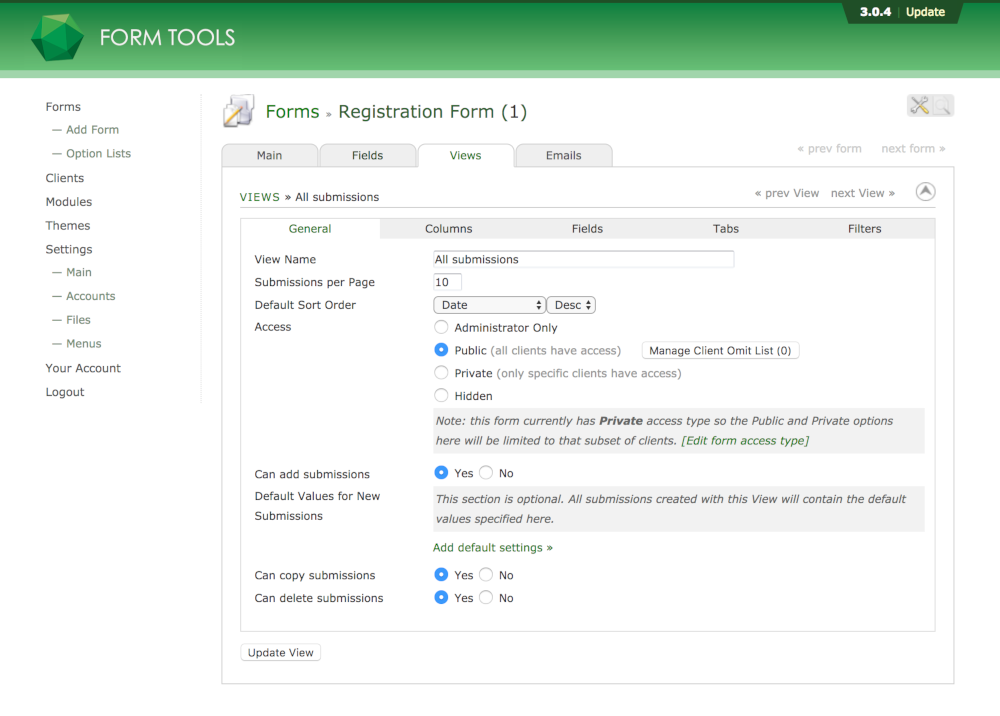 3.0.4 Update
FORM TOOLS
Forms
— Add Form
— Option Lists
Clients
Modules
Themes
Settings
— Main
— Accounts
— Files
— Menus
Your Account
Logout
Forms » Registration Form (1)
Main Fields Views Emails
« prev form next form »
VIEWS » All submissions
« prev View next View »
General Columns Fields Tabs Filters
View Name All submissions
Submissions per Page 10
Default Sort Order Date Desc
Access Administrator Only
Public (all clients have access) Manage Client Omit List (0)
Private (only specific clients have access)
Hidden
Note: this form currently has Private access type so the Public and Private options
here will be limited to that subset of clients. [Edit form access type]
Can add submissions Yes No
Default Values for New
Submissions
This section is optional. All submissions created with this View will contain the default
values specified here.
Add default settings »
Can copy submissions Yes No
Can delete submissions Yes No
Update View